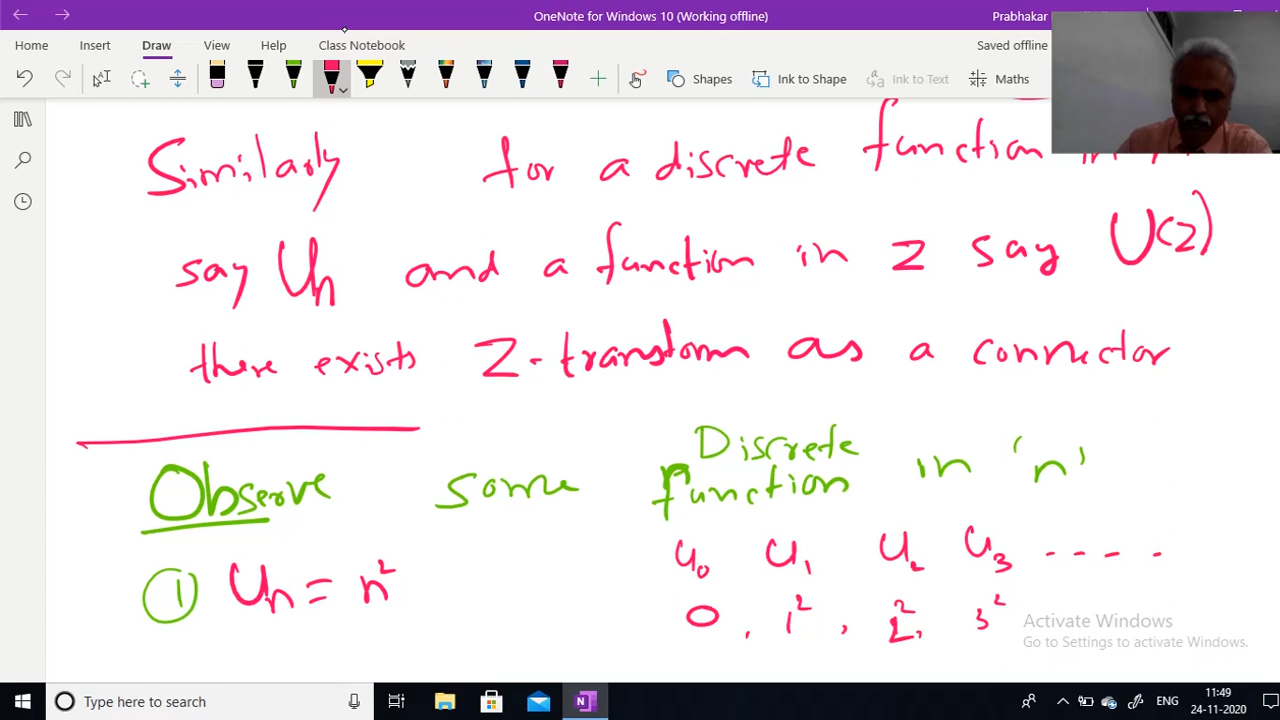 OneNote for Windows 10 (Working offline)
Prabhakar
Home Insert Draw View Help Class Notebook Saved offline
Shapes Ink to Shape Ink to Text Maths
Similarly for a discrete function in
say Un and a function in z say U(z)
there exists Z-transform as a connector
Observe some Discrete function in 'n'
① Un = n²
U0 U1 U2 U3 ----
0, 1², 2², 3²
Activate Windows
Go to Settings to activate Windows.
Type here to search
ENG
11:49
24-11-2020